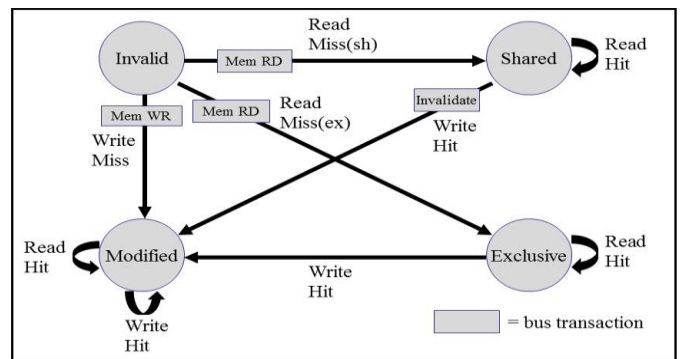 Invalid
Mem RD
Read
Miss(sh)
Shared
Read
Hit
Mem WR
Write
Miss
Mem RD
Read
Miss(ex)
Invalidate
Write
Hit
Read
Hit
Modified
Write
Hit
Write
Hit
Exclusive
Read
Hit
= bus transaction